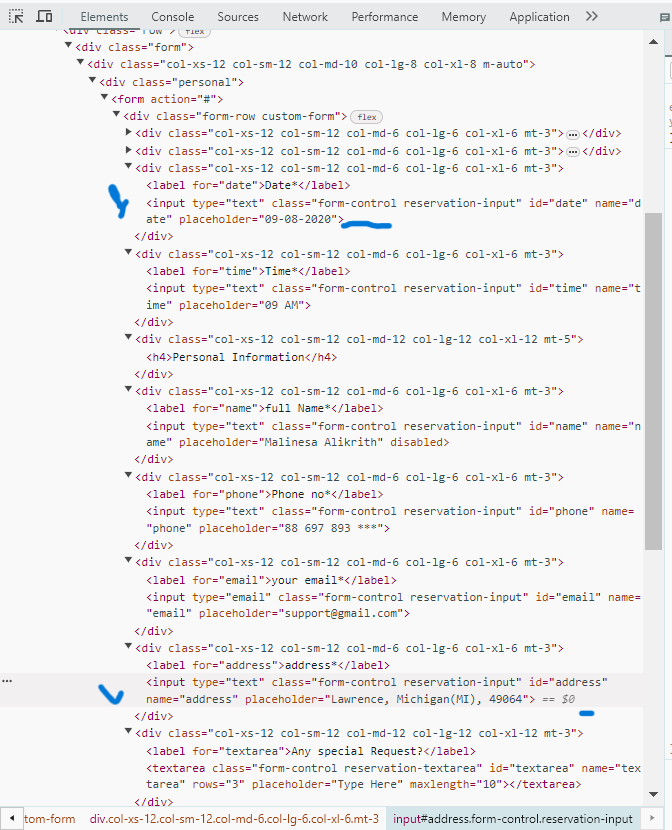 Elements Console Sources Network Performance Memory Application
<div class="row"> flex
<div class="form">
<div class="col-xs-12 col-sm-12 col-md-10 col-lg-8 col-xl-8 m-auto">
<div class="personal">
<form action="#">
<div class="form-row custom-form"> flex
<div class="col-xs-12 col-sm-12 col-md-6 col-lg-6 col-xl-6 mt-3"> … </div>
<div class="col-xs-12 col-sm-12 col-md-6 col-lg-6 col-xl-6 mt-3"> … </div>
<div class="col-xs-12 col-sm-12 col-md-6 col-lg-6 col-xl-6 mt-3">
<label for="date">Date*</label>
<input type="text" class="form-control reservation-input" id="date" name="d
ate" placeholder="09-08-2020">
</div>
<div class="col-xs-12 col-sm-12 col-md-6 col-lg-6 col-xl-6 mt-3">
<label for="time">Time*</label>
<input type="text" class="form-control reservation-input" id="time" name="t
ime" placeholder="09 AM">
</div>
<div class="col-xs-12 col-sm-12 col-md-12 col-lg-12 col-xl-12 mt-5">
<h4>Personal Information</h4>
</div>
<div class="col-xs-12 col-sm-12 col-md-6 col-lg-6 col-xl-6 mt-3">
<label for="name">full Name*</label>
<input type="text" class="form-control reservation-input" id="name" name="n
ame" placeholder="Malinesa Alikrith" disabled>
</div>
<div class="col-xs-12 col-sm-12 col-md-6 col-lg-6 col-xl-6 mt-3">
<label for="phone">Phone no*</label>
<input type="text" class="form-control reservation-input" id="phone" name=
"phone" placeholder="88 697 893 ***">
</div>
<div class="col-xs-12 col-sm-12 col-md-6 col-lg-6 col-xl-6 mt-3">
<label for="email">your email*</label>
<input type="email" class="form-control reservation-input" id="email" name=
"email" placeholder="support@gmail.com">
</div>
<div class="col-xs-12 col-sm-12 col-md-6 col-lg-6 col-xl-6 mt-3">
<label for="address">address*</label>
<input type="text" class="form-control reservation-input" id="address"
name="address" placeholder="Lawrence, Michigan(MI), 49064"> == $0
</div>
<div class="col-xs-12 col-sm-12 col-md-12 col-lg-12 col-xl-12 mt-3">
<label for="textarea">Any special Request?</label>
<textarea class="form-control reservation-textarea" id="textarea" name="tex
tarea" rows="3" placeholder="Type Here" maxlength="10"></textarea>
</div>
tom-form div.col-xs-12.col-sm-12.col-md-6.col-lg-6.col-xl-6.mt-3 input#address.form-control.reservation-input